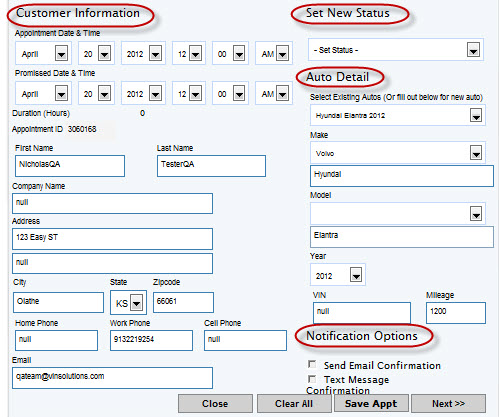 Customer Information
Appointment Date & Time
April 20 2012 12 00 AM
Promissed Date & Time
April 20 2012 12 00 AM
Duration (Hours) 0
Appointment ID 3060168
First Name Last Name
NicholasQA TesterQA
Company Name
null
Address
123 Easy ST
null
City State Zipcode
Olathe KS 66061
Home Phone Work Phone Cell Phone
null 9132219254 null
Email
qateam@vinsolutions.com
Set New Status
- Set Status -
Auto Detail
Select Existing Autos (Or fill out below for new auto)
Hyundai Elantra 2012
Make
Volvo
Hyundai
Model
Elantra
Year
2012
VIN Mileage
null 1200
Notification Options
Send Email Confirmation
Text Message
Confirmation
Close Clear All Save Appt Next >>